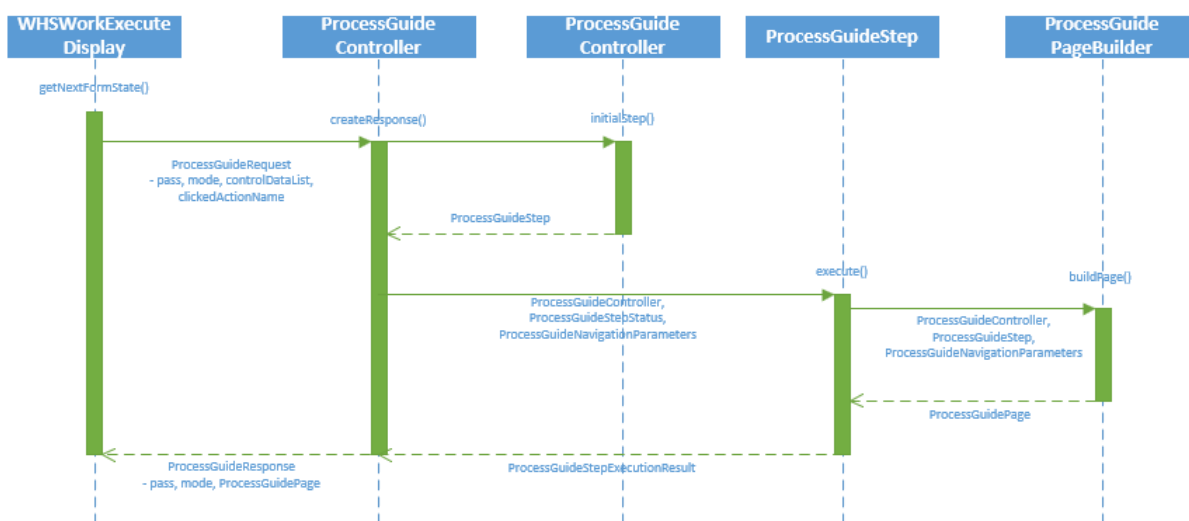 WHSWorkExecute
Display
ProcessGuide
Controller
ProcessGuide
Controller
ProcessGuideStep
ProcessGuide
PageBuilder
getNextFormState()
createResponse()
initialStep()
ProcessGuideRequest
- pass, mode, controlDataList,
clickedActionName
ProcessGuideStep
execute()
buildPage()
ProcessGuideController,
ProcessGuideStepStatus,
ProcessGuideNavigationParameters
ProcessGuideController,
ProcessGuideStep,
ProcessGuideNavigationParameters
ProcessGuidePage
ProcessGuideResponse
- pass, mode, ProcessGuidePage
ProcessGuideStepExecutionResult